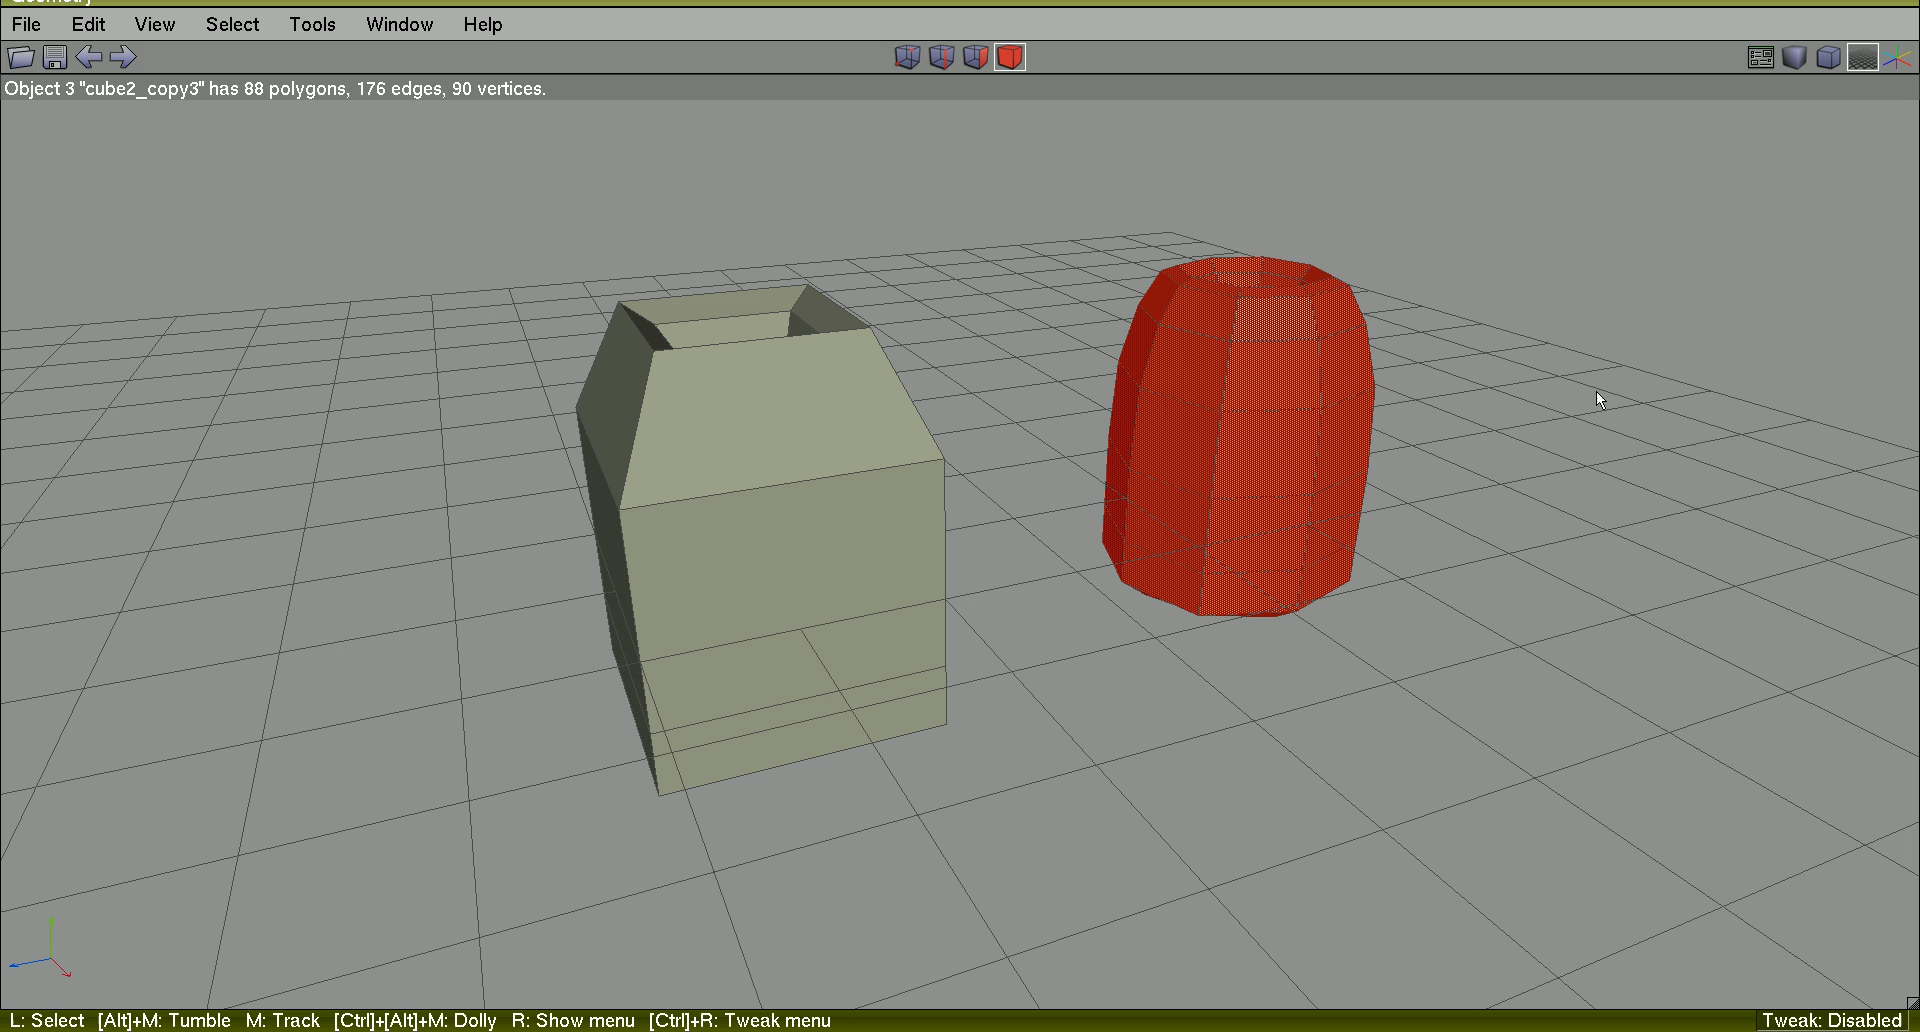 Geometry
File Edit View Select Tools Window Help
Object 3 "cube2_copy3" has 88 polygons, 176 edges, 90 vertices.
L: Select [Alt]+M: Tumble M: Track [Ctrl]+[Alt]+M: Dolly R: Show menu [Ctrl]+R: Tweak menu Tweak: Disabled